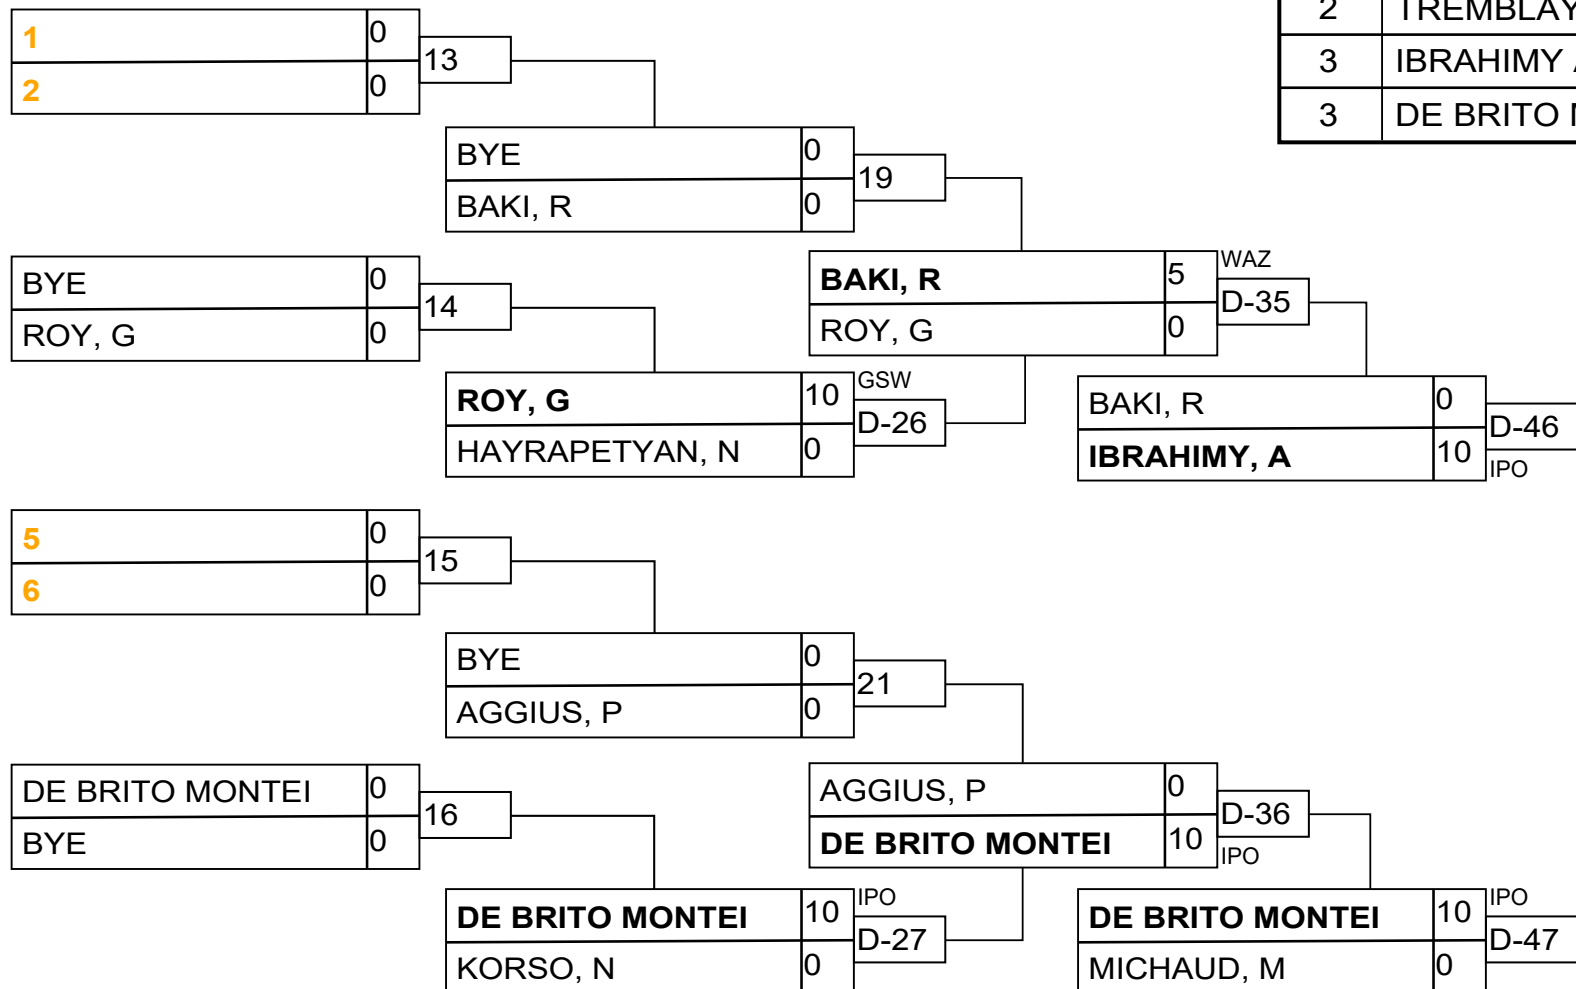 2 TREMBLAY
3 IBRAHIMY
3 DE BRITO
1 0
13
2 0
BYE 0
19
BAKI, R 0
BYE 0
14
ROY, G 0
BAKI, R 5 WAZ
D-35
ROY, G 0
ROY, G 10 GSW
D-26
HAYRAPETYAN, N 0
BAKI, R 0
D-46
IBRAHIMY, A 10 IPO
5 0
15
6 0
BYE 0
21
AGGIUS, P 0
DE BRITO MONTEI 0
16
BYE 0
AGGIUS, P 0
D-36
DE BRITO MONTEI 10 IPO
DE BRITO MONTEI 10 IPO
D-27
KORSO, N 0
DE BRITO MONTEI 10 IPO
D-47
MICHAUD, M 0